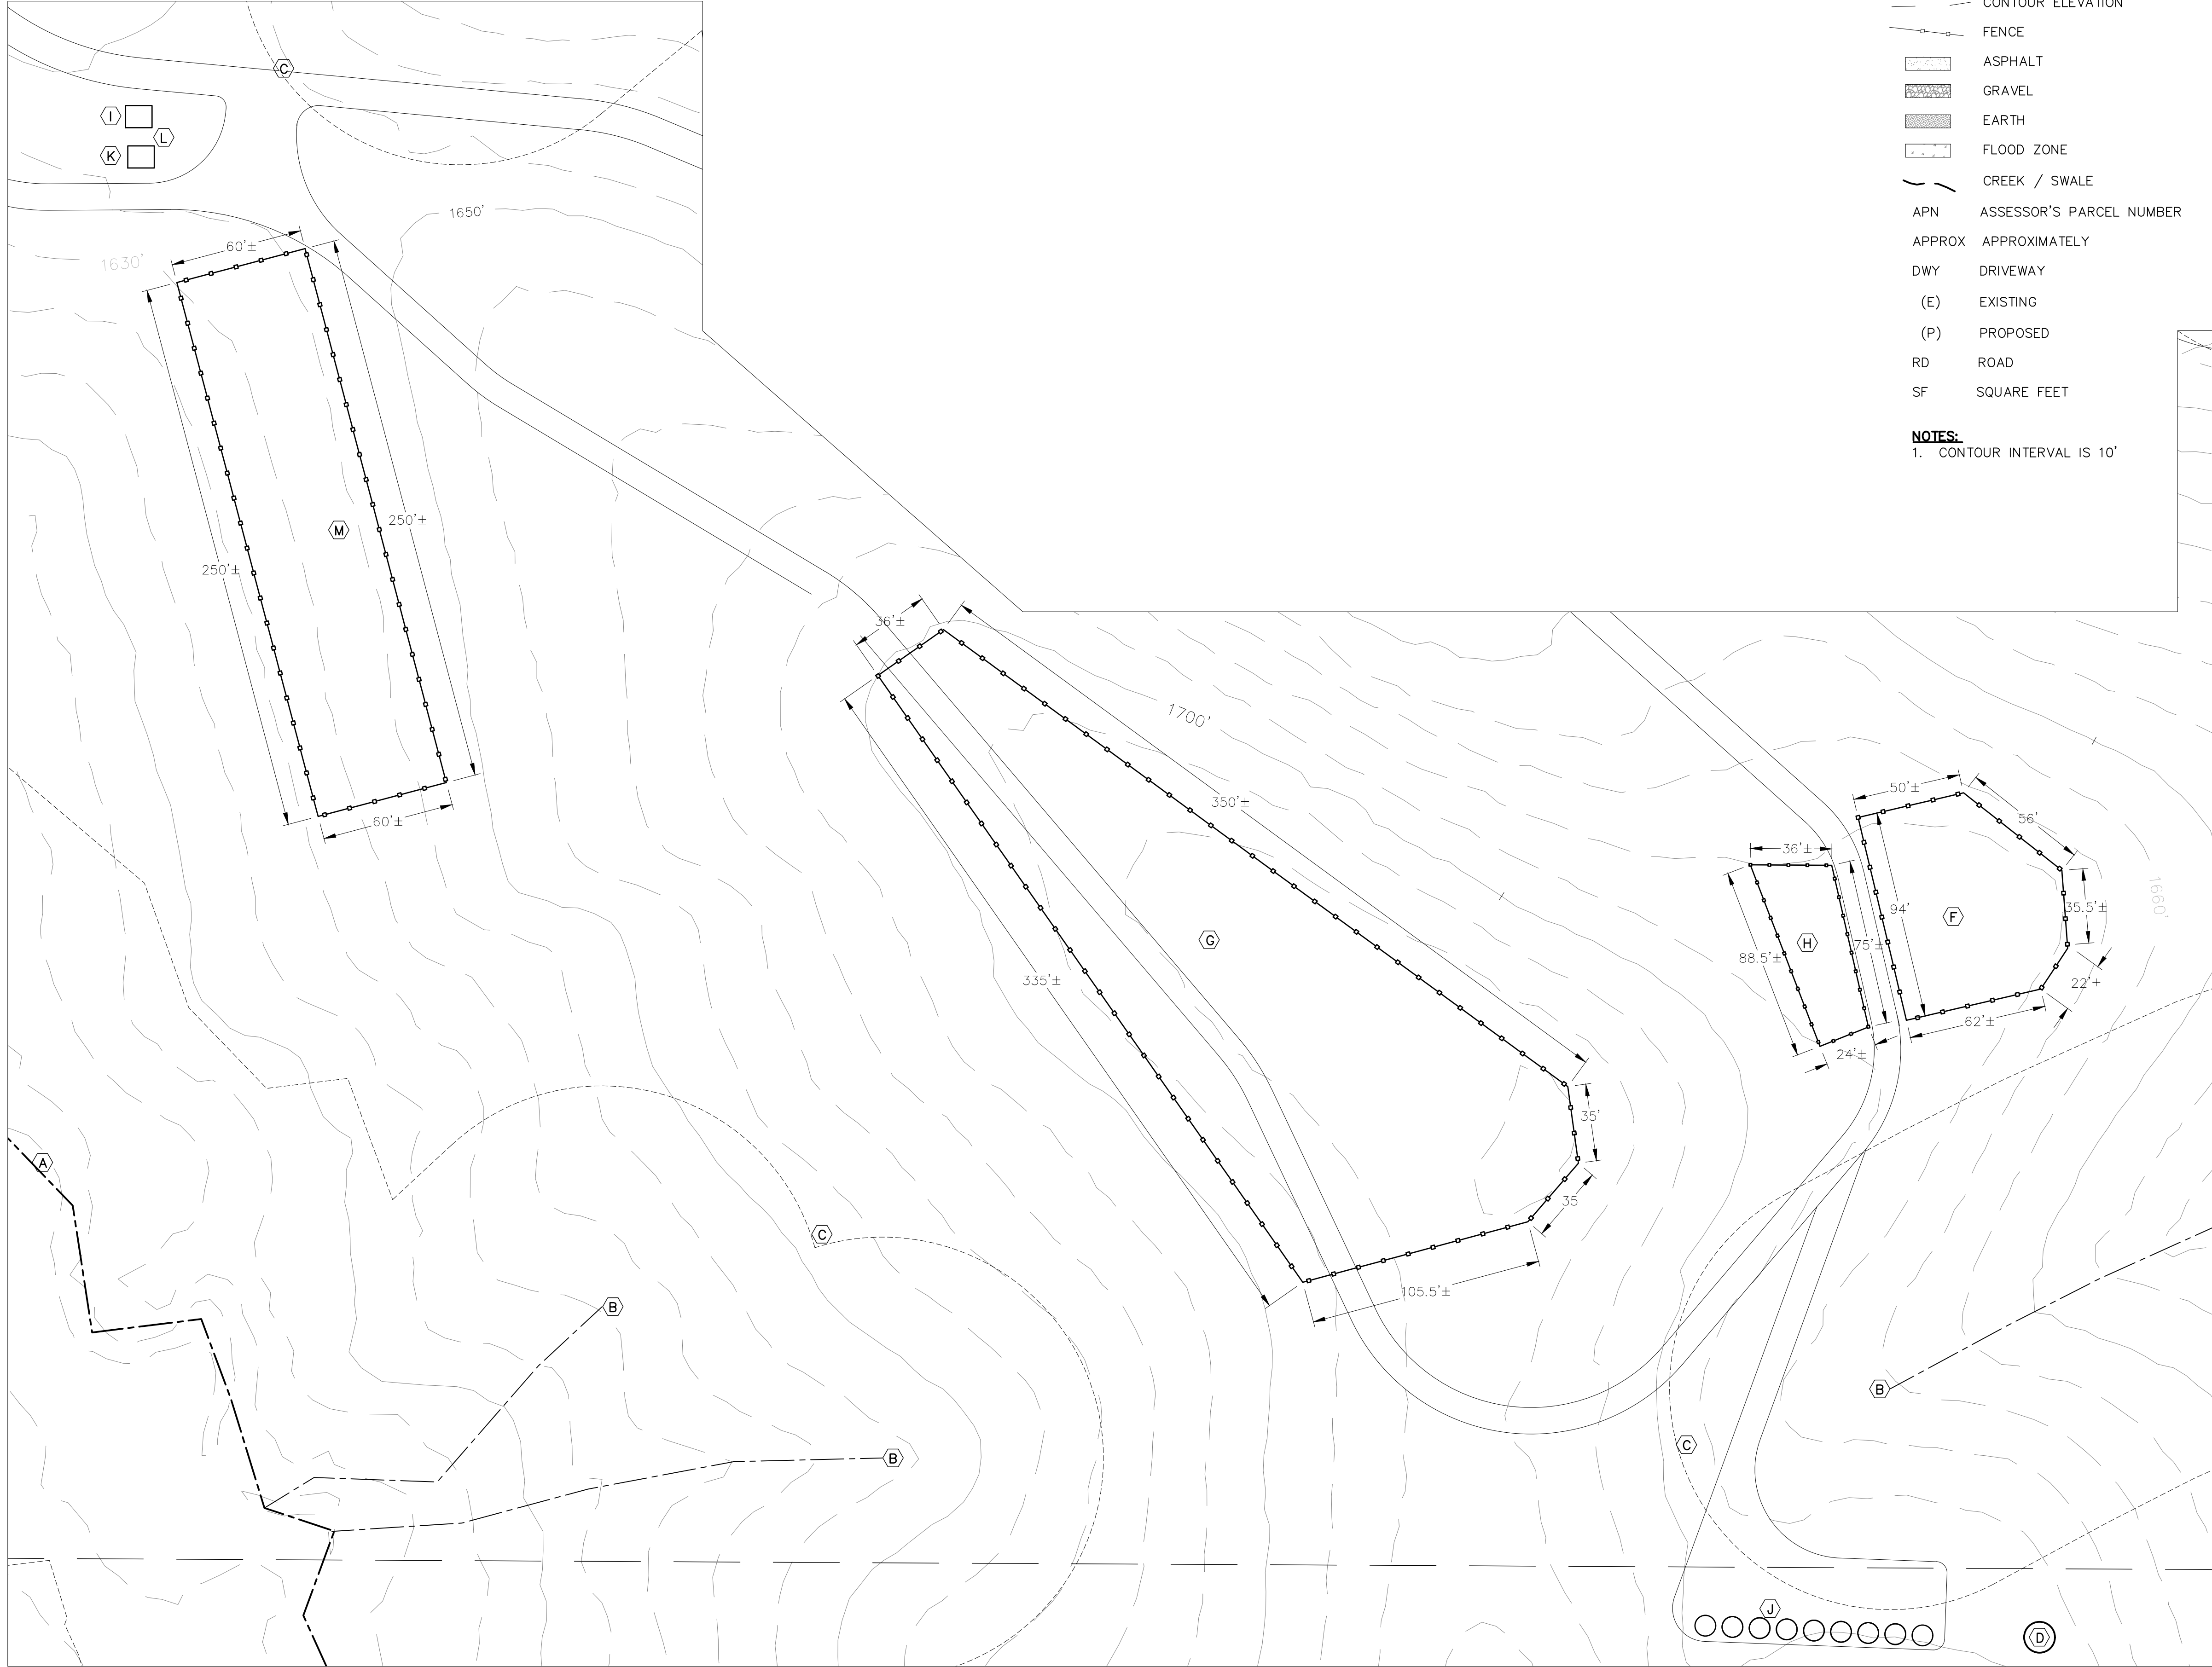 CONTOUR ELEVATION
FENCE
ASPHALT
GRAVEL
EARTH
FLOOD ZONE
CREEK / SWALE
APN ASSESSOR'S PARCEL NUMBER
APPROX APPROXIMATELY
DWY DRIVEWAY
(E) EXISTING
(P) PROPOSED
RD ROAD
SF SQUARE FEET
NOTES:
1. CONTOUR INTERVAL IS 10'
C
I
L
K
1650'
60'±
1630'
250'±
M
250'±
60'±
36'±
1700'
350'±
G
335'±
35'
35
105.5'±
50'±
56'
36'±
94'
F
35.5'±
1660'
H
75'±
88.5'±
22'±
62'±
24'±
A
C
B
B
B
C
J
D